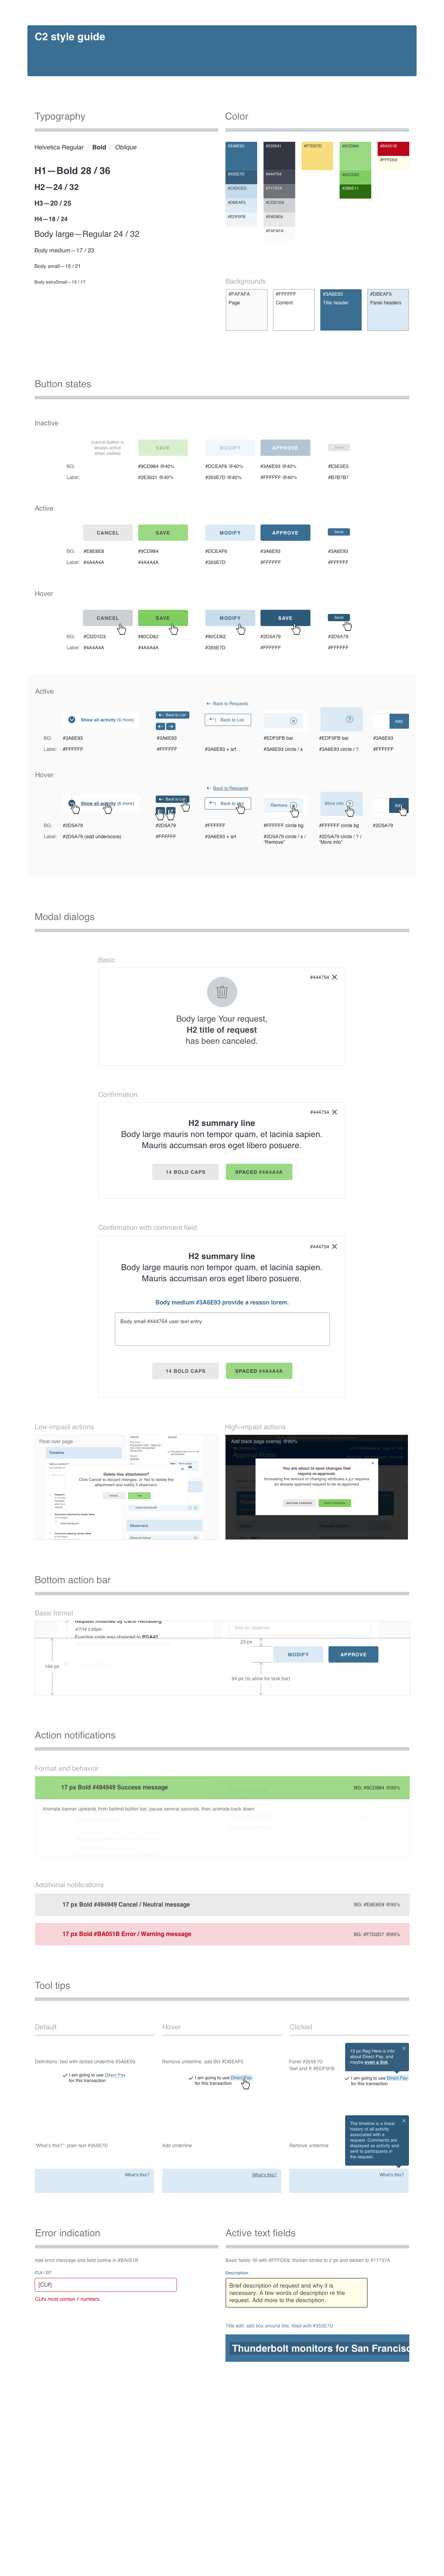 C2 style guide
Typography
Color
Helvetica Regular / Bold / Oblique
H1—Bold 28 / 36
H2—24 / 32
H3—20 / 25
H4—18 / 24
Body large—Regular 24 / 32
Body medium—17 / 23
Body small—15 / 21
Body extraSmall—13 / 17
#3A6E93
#355E7D
#DBEAF5
#EDF5FB
#444754
#71737A
#CDD1D3
#E8E8E8
#FAFAFA
#F7DD7D
#9CD984
#BA051B
#FFFDE8
Backgrounds
#FAFAFA
Page
#FFFFFF
Content
#3A6E93
Title header
#DBEAF5
Panel headers
Button states
Inactive
(cancel button is
always active
when visible)
SAVE
MODIFY
APPROVE
Send
BG:
#9CD984 @40%
#DCEAF6 @40%
#3A6E93 @40%
#E5E5E5
Label:
#2E3031 @40%
#355E7D @40%
#FFFFFF @40%
#B7B7B7
Active
CANCEL
SAVE
MODIFY
APPROVE
Send
BG:
#E8E8E8
#9CD984
#DCEAF6
#3A6E93
#3A6E93
Label:
#4A4A4A
#4A4A4A
#355E7D
#FFFFFF
#FFFFFF
Hover
CANCEL
SAVE
MODIFY
SAVE
Send
BG:
#CDD1D3
#80CD62
#80CD62
#2D5A79
#2D5A79
Label:
#4A4A4A
#4A4A4A
#355E7D
#FFFFFF
#FFFFFF
Active
← Back to Requests
Show all activity (6 more)
← Back to List
Back to List
?
Add
BG:
#3A6E93
#3A6E93
#EDF5FB bar
#EDF5FB bar
#3A6E93
Label:
#FFFFFF
#FFFFFF
#3A6E93 + art
#3A6E93 circle / x
#3A6E93 circle / ?
#FFFFFF
Hover
← Back to Requests
Show all activity (6 more)
← Back to List
Back to List
Remove
More info
?
Add
BG:
#2D5A79
#2D5A79
#FFFFFF
#FFFFFF circle bg
#FFFFFF circle bg
#2D5A79
Label:
#2D5A79 (add underscore)
#FFFFFF
#3A6E93 + art
#2D5A79 circle / x /
"Remove"
#2D5A79 circle / ? /
"More info"
Modal dialogs
Basic
#444754
Body large Your request,
H2 title of request
has been canceled.
Confirmation
#444754
H2 summary line
Body large mauris non tempor quam, et lacinia sapien.
Mauris accumsan eros eget libero posuere.
14 BOLD CAPS
SPACED #4A4A4A
Confirmation with comment field
#444754
H2 summary line
Body large mauris non tempor quam, et lacinia sapien.
Mauris accumsan eros eget libero posuere.
Body medium #3A6E93 provide a reason lorem.
Body small #444754 user text entry.
14 BOLD CAPS
SPACED #4A4A4A
Low-impact actions
High-impact actions
Float over page
Timeline
Delete this attachment?
Click Cancel to discard changes, or Yes to delete the
attachment and notify 3 observers.
Observers
Add black page overlay @80%
You are about to save changes that
require re-approval.
Increasing the amount or changing attributes x,y,z requires
an already approved request to be re-approved
Bottom action bar
Basic format
4/7/16 2:50pm
Function code was changed to PGA42
Add an observer
23 px
164 px
MODIFY
APPROVE
84 px (to allow for task bar)
Action notifications
Format and behavior
17 px Bold #494949 Success message
BG: #9CD984 @95%
Animate banner upwards from behind button bar, pause several seconds, then animate back down
Additional notifications
17 px Bold #494949 Cancel / Neutral message
BG: #E8E8E8 @95%
17 px Bold #BA051B Error / Warning message
BG: #F7D2D7 @95%
Tool tips
Default
Hover
Clicked
Definitions: text with dotted underline #3A6E93
Remove underline, add BG #DBEAF5
Panel #355E7D
Text and X #EDF5FB
13 px Reg Here is info
about Direct Pay, and
maybe even a link.
I am going to use Direct Pay
for this transaction
I am going to use Direct Pay
for this transaction
I am going to use Direct Pay
for this transaction
The timeline is a linear
history of all activity
associated with a
request. Comments are
displayed as activity and
sent to participants in
the request.
"What's this?": plain text #355E7D
Add underline
Remove underline
What's this?
What's this?
What's this?
Error indication
Active text fields
Add error message and field outline in #BA051B
CL# / DT
[CL#]
CL#s must contain 7 numbers.
Basic fields: fill with #FFFDE8, thicken stroke to 2 px and darken to #71737A
Description
Brief description of request and why it is
necessary. A few words of description re the
request. Add more to the description.
Title edit: add box around title, filled with #355E7D
Thunderbolt monitors for San Francisc